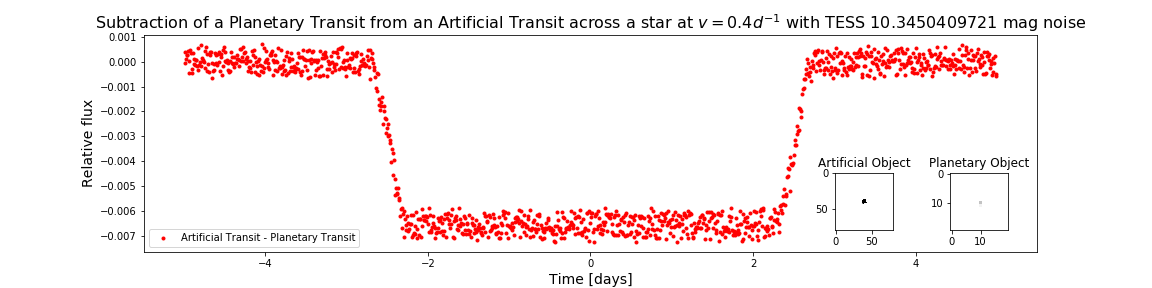 Subtraction of a Planetary Transit from an Artificial Transit across a star at v = 0.4d⁻¹ with TESS 10.3450409721 mag noise
0.001
0.000
−0.001
−0.002
−0.003
−0.004
−0.005
−0.006
−0.007
Relative flux
Artificial Object
0
50
0 50
Planetary Object
0
10
0 10
Artificial Transit - Planetary Transit
−4 −2 0 2 4
Time [days]